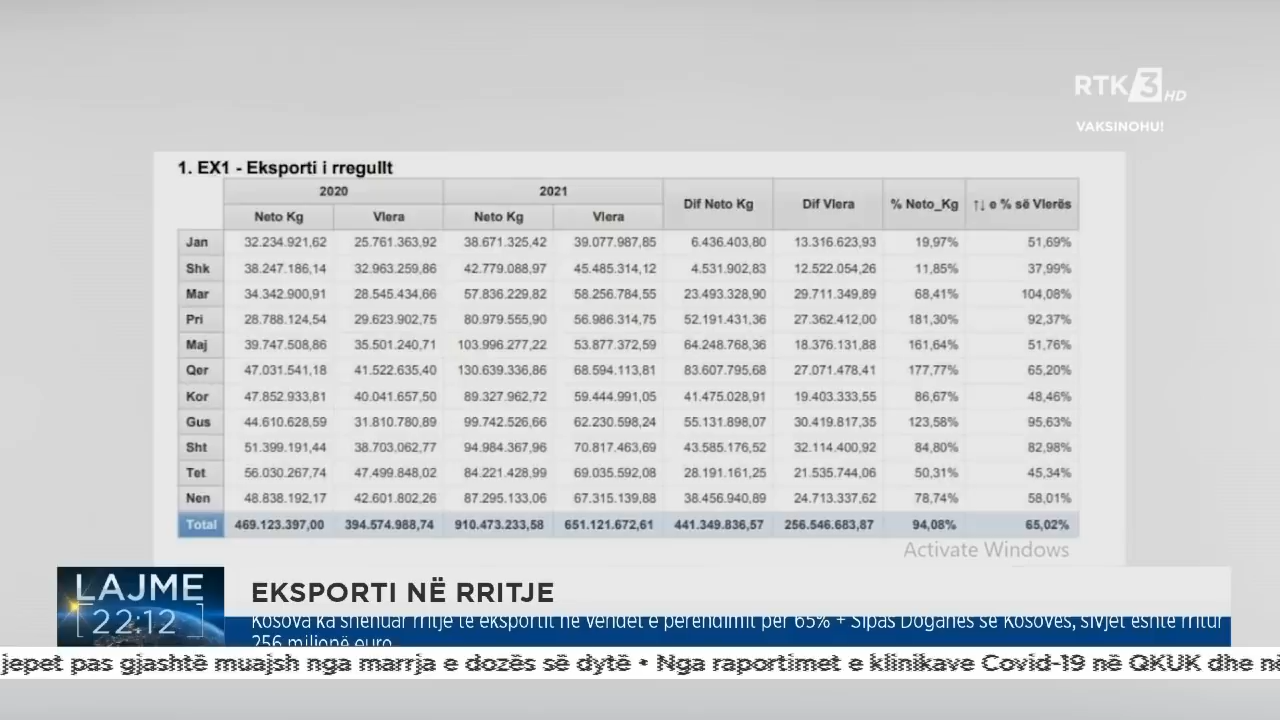 RTK 3 HD
VAKSINOHU!
1. EX1 - Eksporti i rregullt
2020 2021 Dif Neto Kg Dif Vlera % Neto_Kg ↑↓ e % së Vlerës
Neto Kg Vlera Neto Kg Vlera
Jan 32.234.921,62 25.761.363,92 38.671.325,42 39.077.987,85 6.436.403,80 13.316.623,93 19,97% 51,69%
Shk 38.247.186,14 32.963.259,86 42.779.088,97 45.485.314,12 4.531.902,83 12.522.054,26 11,85% 37,99%
Mar 34.342.900,91 28.545.434,66 57.836.229,82 58.256.784,55 23.493.328,90 29.711.349,89 68,41% 104,08%
Pri 28.788.124,54 29.623.902,75 80.979.555,90 56.986.314,75 52.191.431,36 27.362.412,00 181,30% 92,37%
Maj 39.747.508,86 35.501.240,71 103.996.277,22 53.877.372,59 64.248.768,36 18.376.131,88 161,64% 51,76%
Qer 47.031.541,18 41.522.635,40 130.639.336,86 68.594.113,81 83.607.795,68 27.071.478,41 177,77% 65,20%
Kor 47.852.933,81 40.041.657,50 89.327.962,72 59.444.991,05 41.475.028,91 19.403.333,55 86,67% 48,46%
Gus 44.610.628,59 31.810.780,89 99.742.526,66 62.230.598,24 55.131.898,07 30.419.817,35 123,58% 95,63%
Sht 51.399.191,44 38.703.062,77 94.984.367,96 70.817.463,69 43.585.176,52 32.114.400,92 84,80% 82,98%
Tet 56.030.267,74 47.499.848,02 84.221.428,99 69.035.592,08 28.191.161,25 21.535.744,06 50,31% 45,34%
Nen 48.838.192,17 42.601.802,26 87.295.133,06 67.315.139,88 38.456.940,89 24.713.337,62 78,74% 58,01%
Total 469.123.397,00 394.574.988,74 910.473.233,58 651.121.672,61 441.349.836,57 256.546.683,87 94,08% 65,02%
Activate Windows
LAJME
22:12
EKSPORTI NË RRITJE
Kosova ka shënuar rritje të eksportit në vendet e perëndimit për 65% + Sipas Doganës së Kosovës, sivjet është rritur
256 milionë euro
jepet pas gjashtë muajsh nga marrja e dozës së dytë • Nga raportimet e klinikave Covid-19 në QKUK dhe në